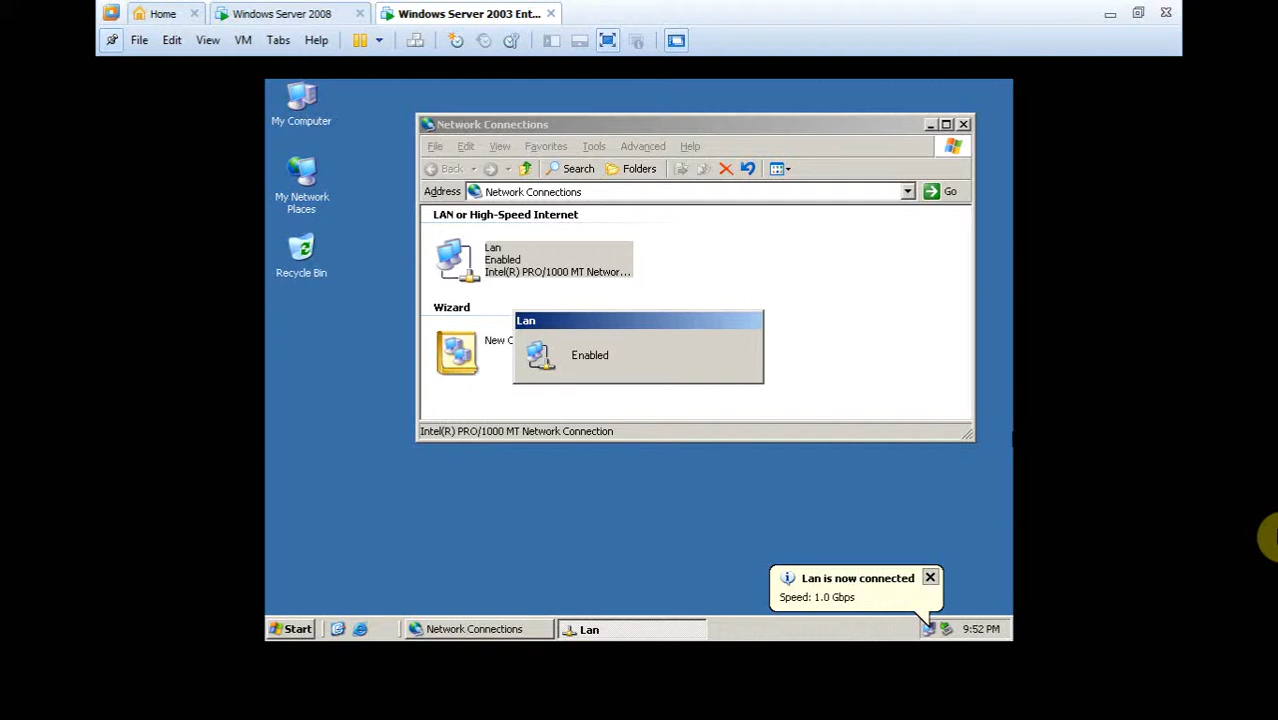 Home
Windows Server 2008
Windows Server 2003 Ent...
File Edit View VM Tabs Help
My Computer
My Network
Places
Recycle Bin
Network Connections
File Edit View Favorites Tools Advanced Help
Back Search Folders
Address Network Connections Go
LAN or High-Speed Internet
Lan
Enabled
Intel(R) PRO/1000 MT Networ...
Wizard
New C
Lan
Enabled
Intel(R) PRO/1000 MT Network Connection
Lan is now connected
Speed: 1.0 Gbps
Start Network Connections Lan 9:52 PM